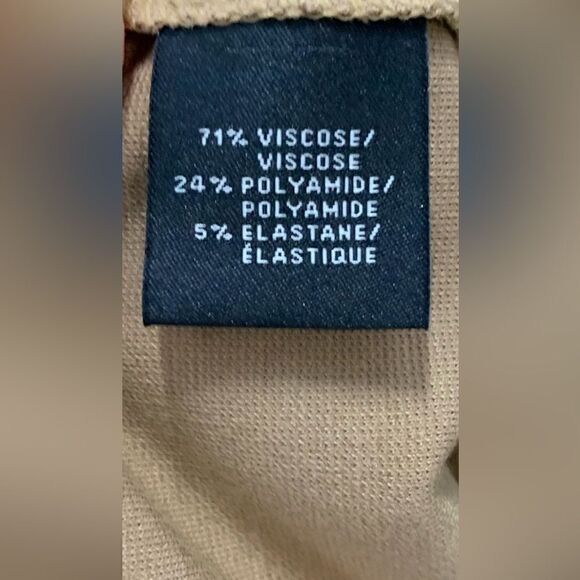 71% VISCOSE/
VISCOSE
24% POLYAMIDE/
POLYAMIDE
5% ELASTANE/
ÉLASTIQUE